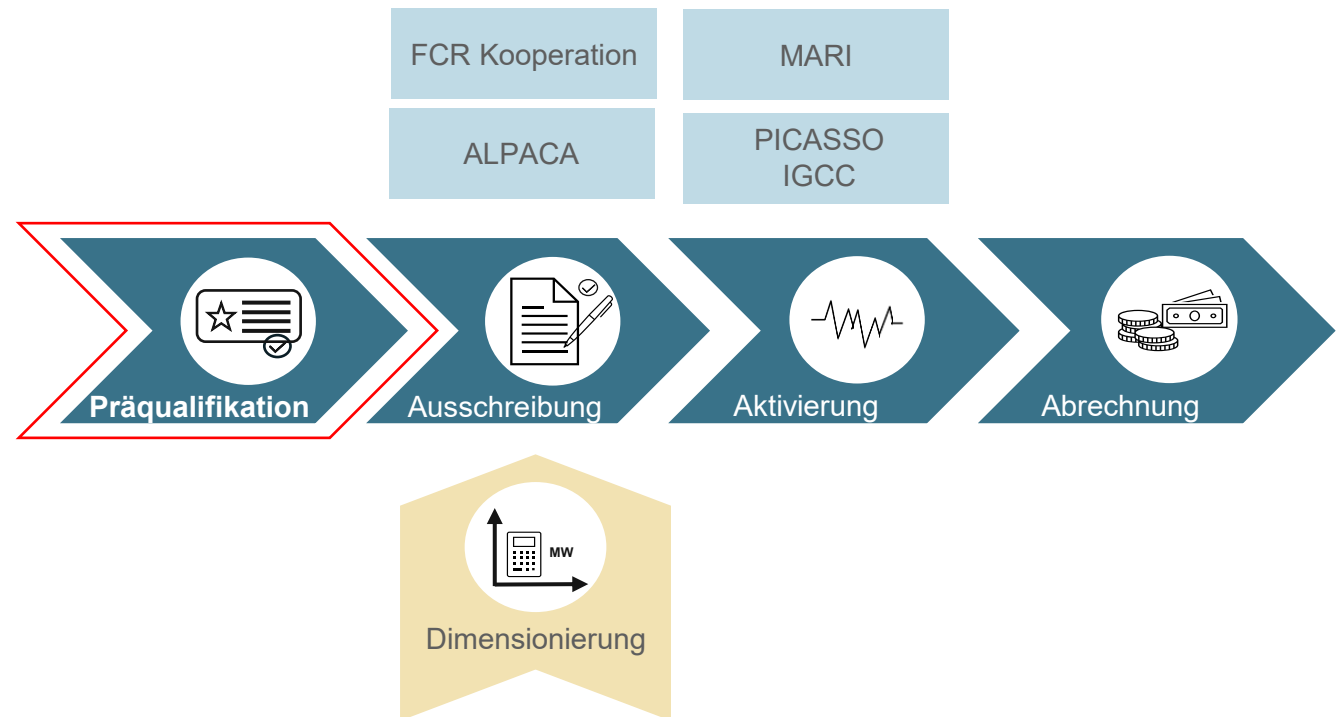 FCR Kooperation
MARI
ALPACA
PICASSO
IGCC
Präqualifikation
Ausschreibung
Aktivierung
Abrechnung
MW
Dimensionierung